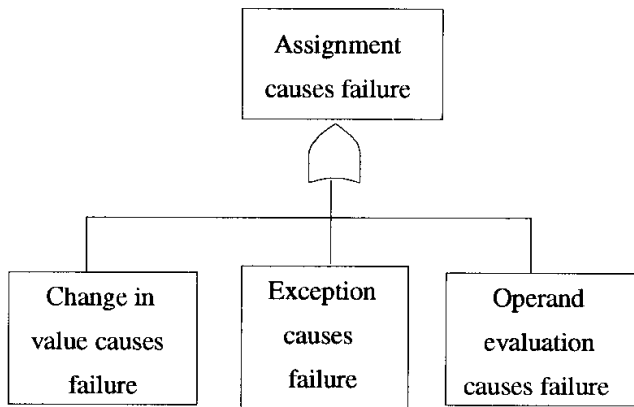 Assignment
causes failure
Change in
value causes
failure
Exception
causes
failure
Operand
evaluation
causes failure